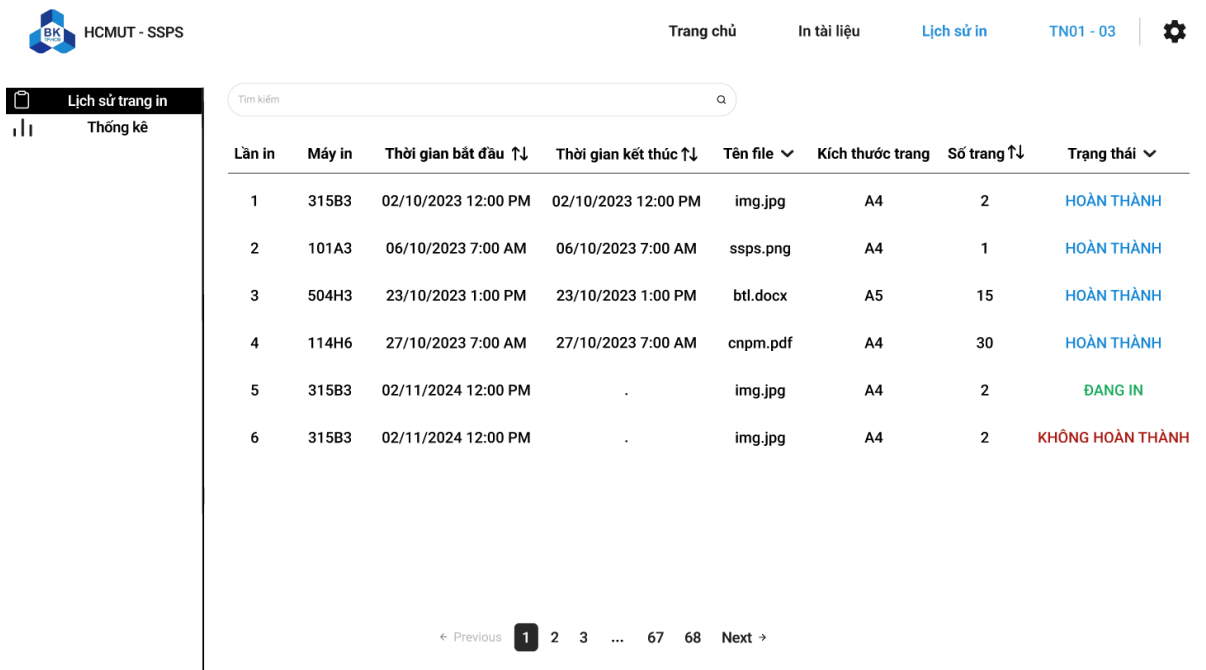 BK
TP.HCM
HCMUT - SSPS
Trang chủ In tài liệu Lịch sử in TN01 - 03
Lịch sử trang in
Thống kê
Tìm kiếm
Lần in Máy in Thời gian bắt đầu Thời gian kết thúc Tên file Kích thước trang Số trang Trạng thái
1 315B3 02/10/2023 12:00 PM 02/10/2023 12:00 PM img.jpg A4 2 HOÀN THÀNH
2 101A3 06/10/2023 7:00 AM 06/10/2023 7:00 AM ssps.png A4 1 HOÀN THÀNH
3 504H3 23/10/2023 1:00 PM 23/10/2023 1:00 PM btl.docx A5 15 HOÀN THÀNH
4 114H6 27/10/2023 7:00 AM 27/10/2023 7:00 AM cnpm.pdf A4 30 HOÀN THÀNH
5 315B3 02/11/2024 12:00 PM . img.jpg A4 2 ĐANG IN
6 315B3 02/11/2024 12:00 PM . img.jpg A4 2 KHÔNG HOÀN THÀNH
← Previous 1 2 3 ... 67 68 Next →